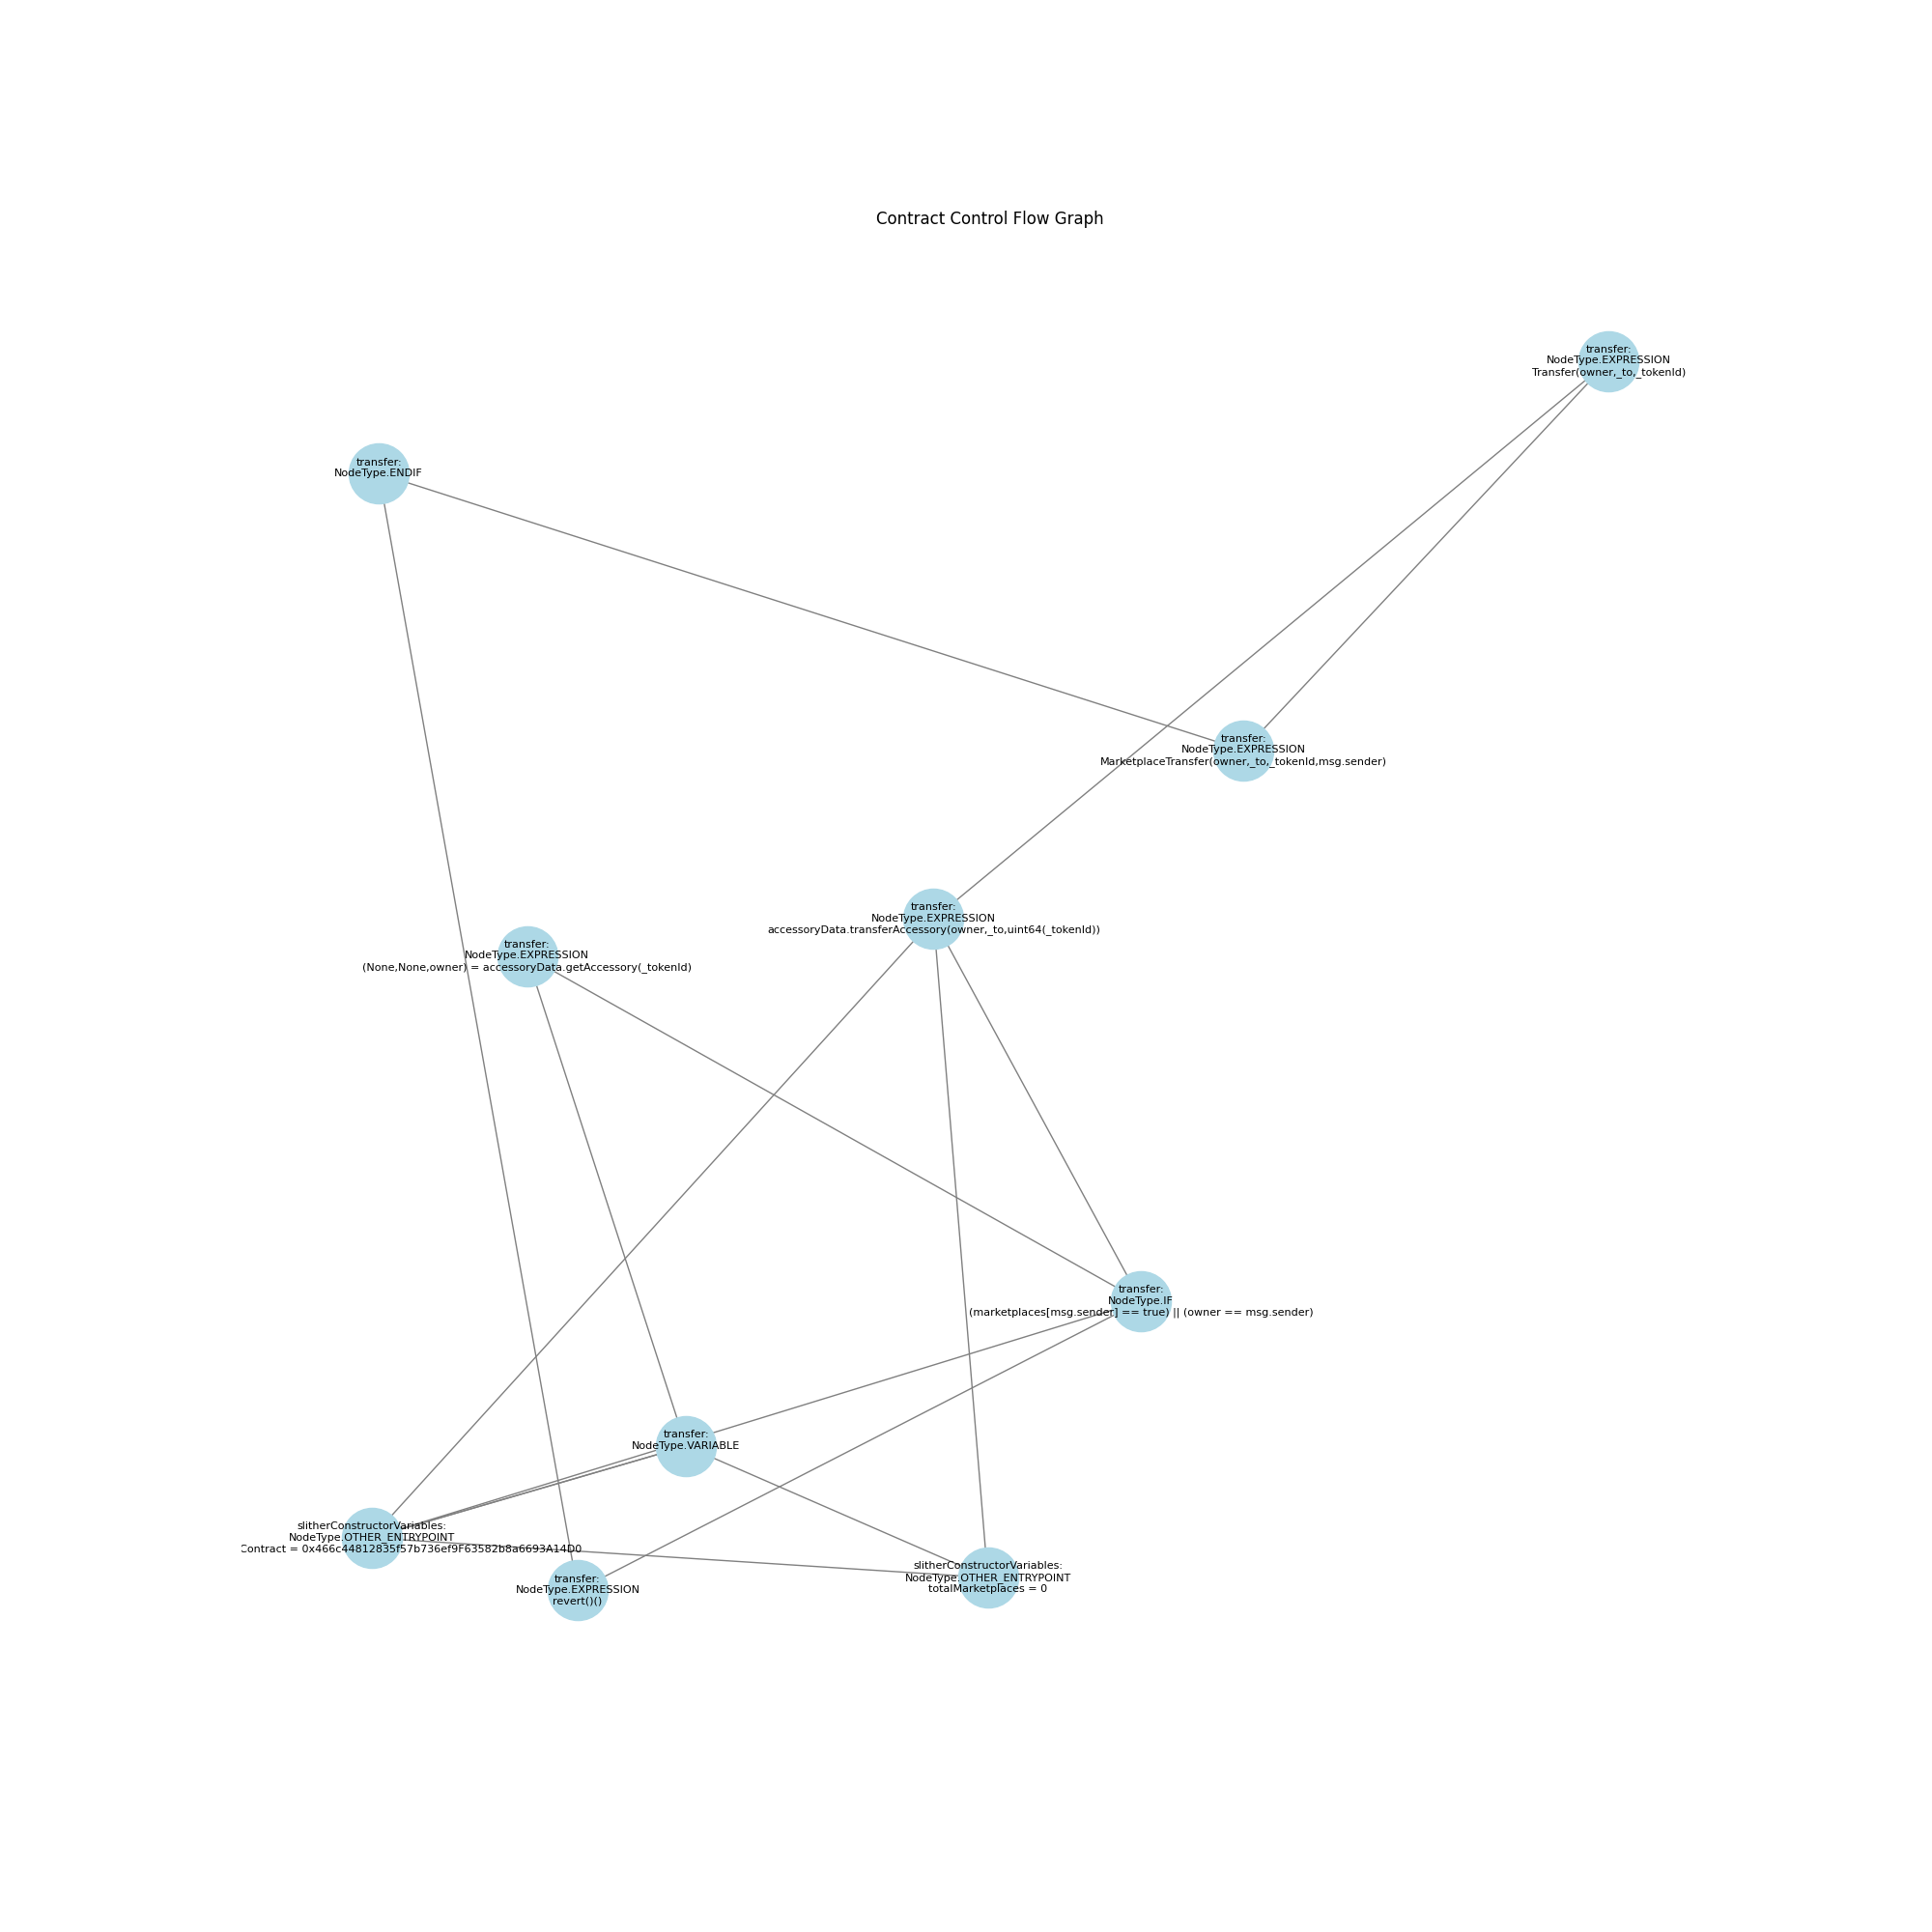 Contract Control Flow Graph
transfer:
NodeType.EXPRESSION
Transfer(owner,_to,_tokenId)
transfer:
NodeType.ENDIF
transfer:
NodeType.EXPRESSION
MarketplaceTransfer(owner,_to,_tokenId,msg.sender)
transfer:
NodeType.EXPRESSION
accessoryData.transferAccessory(owner,_to,uint64(_tokenId))
transfer:
NodeType.EXPRESSION
(None,None,owner) = accessoryData.getAccessory(_tokenId)
transfer:
NodeType.IF
(marketplaces[msg.sender] == true) || (owner == msg.sender)
transfer:
NodeType.VARIABLE
slitherConstructorVariables:
NodeType.OTHER_ENTRYPOINT
Contract = 0x466c44812835f57b736ef9F63582b8a6693A14D0
slitherConstructorVariables:
NodeType.OTHER_ENTRYPOINT
totalMarketplaces = 0
transfer:
NodeType.EXPRESSION
revert()()